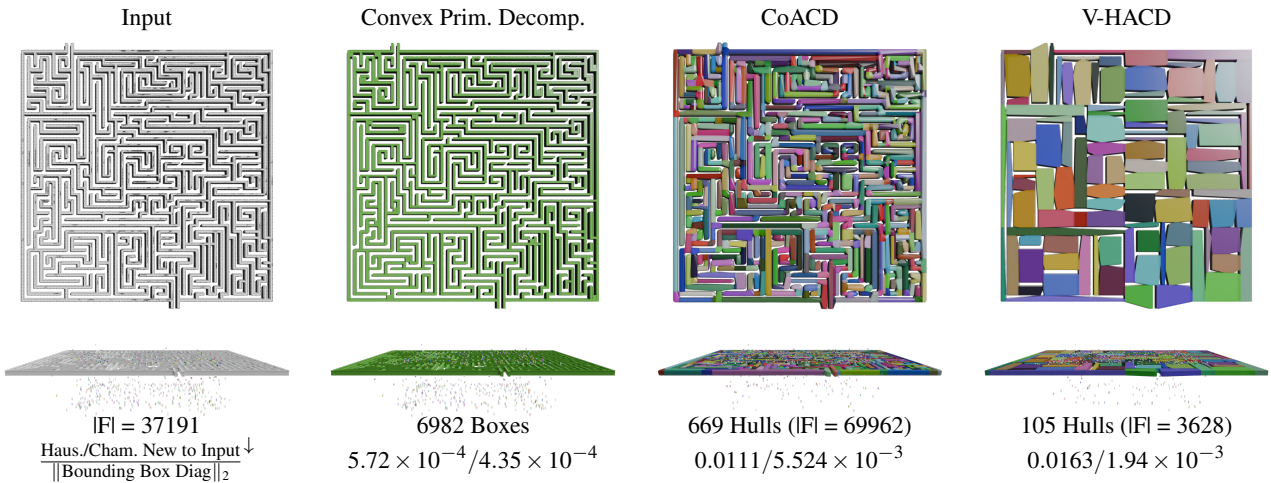 Input
Convex Prim. Decomp.
CoACD
V-HACD
|F| = 37191
6982 Boxes
669 Hulls (|F| = 69962)
105 Hulls (|F| = 3628)
Haus./Cham. New to Input ↓
||Bounding Box Diag||₂
5.72 × 10⁻⁴/4.35 × 10⁻⁴
0.0111/5.524 × 10⁻³
0.0163/1.94 × 10⁻³